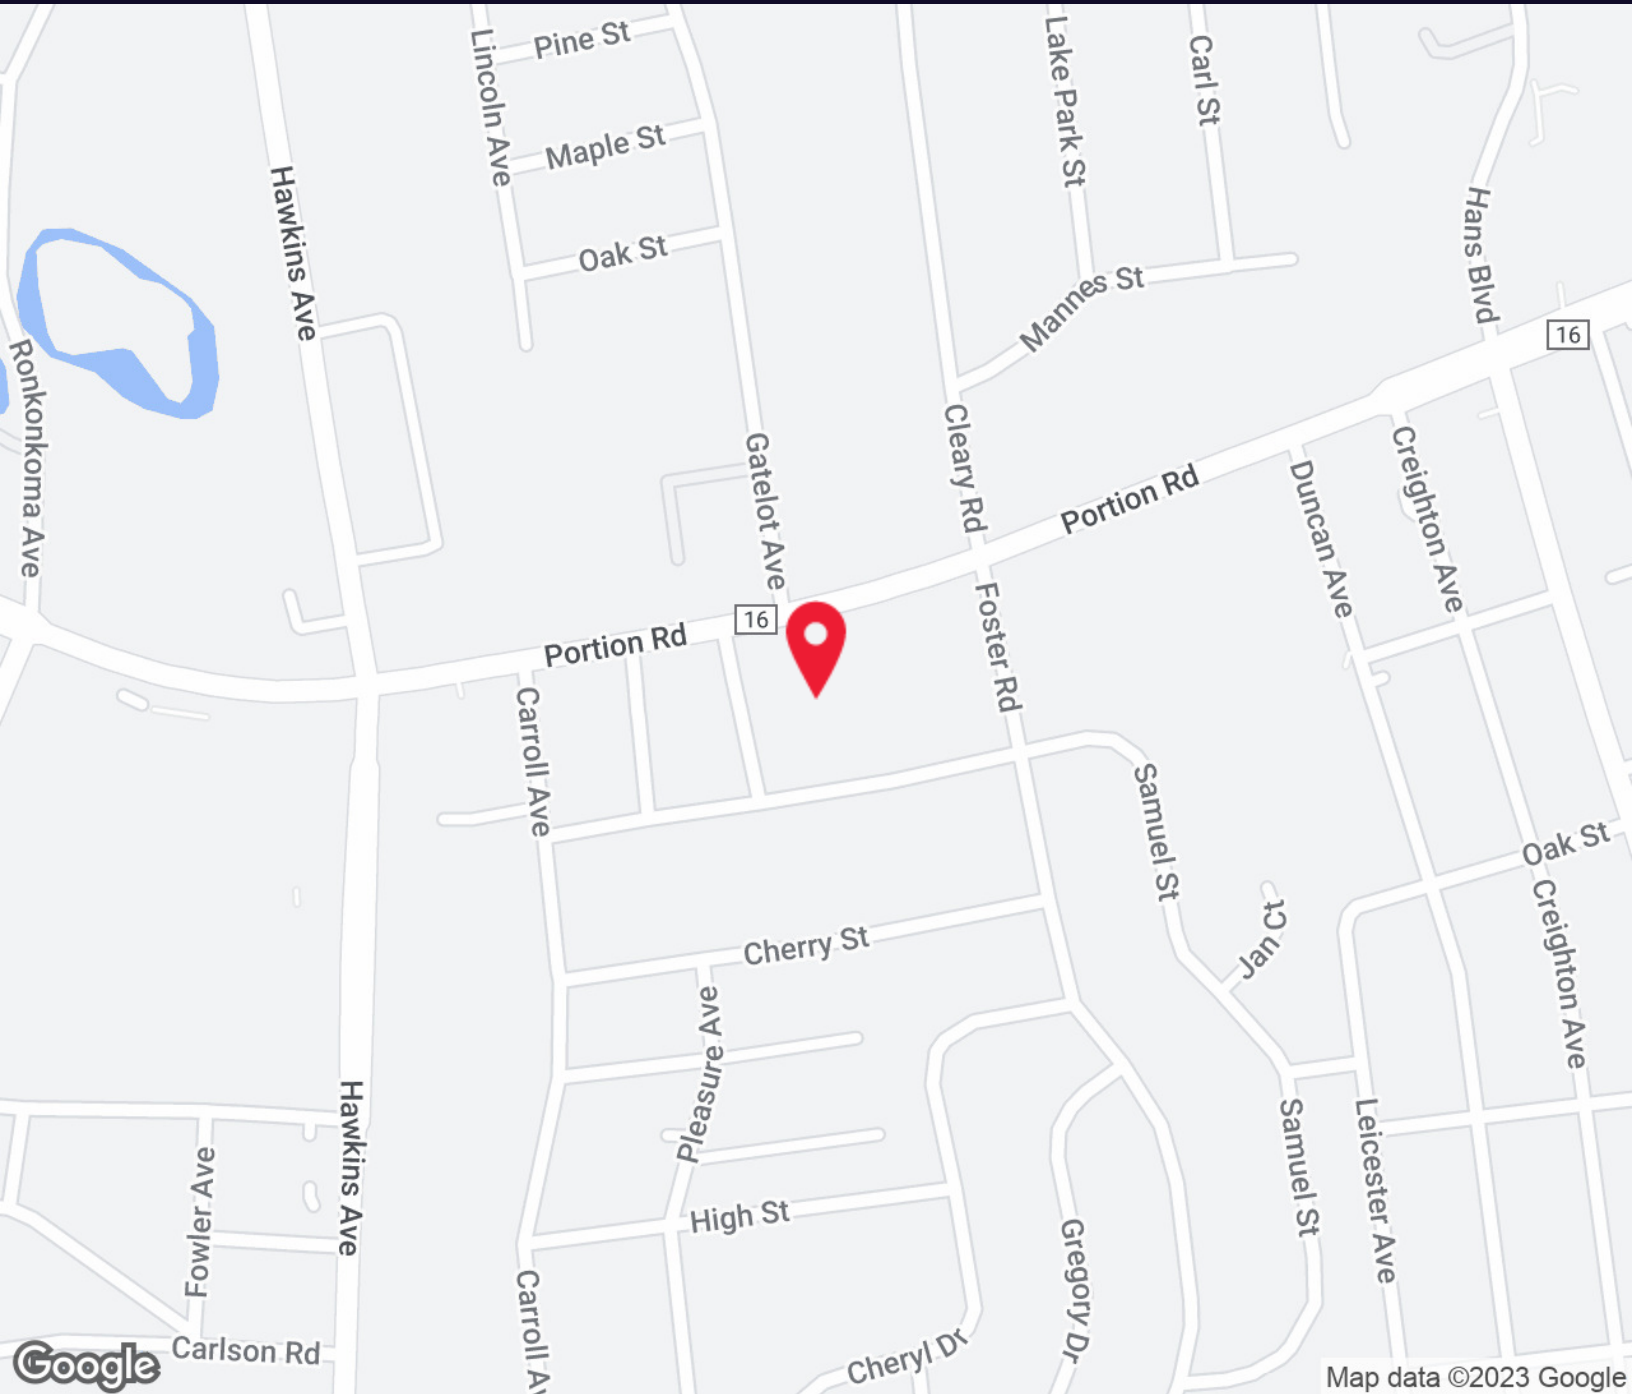 Pine St
Lincoln Ave
Maple St
Oak St
Lake Park St
Carl St
Hans Blvd
Hawkins Ave
Mannes St
16
Ronkonkoma Ave
Gatelot Ave
Cleary Rd
Portion Rd
Creighton Ave
Duncan Ave
16
Portion Rd
Foster Rd
Carroll Ave
Samuel St
Oak St
Jan Ct
Creighton Ave
Cherry St
Pleasure Ave
Hawkins Ave
Fowler Ave
High St
Samuel St
Leicester Ave
Gregory Dr
Carroll Av
Carlson Rd
Cheryl Dr
Google
Map data ©2023 Google